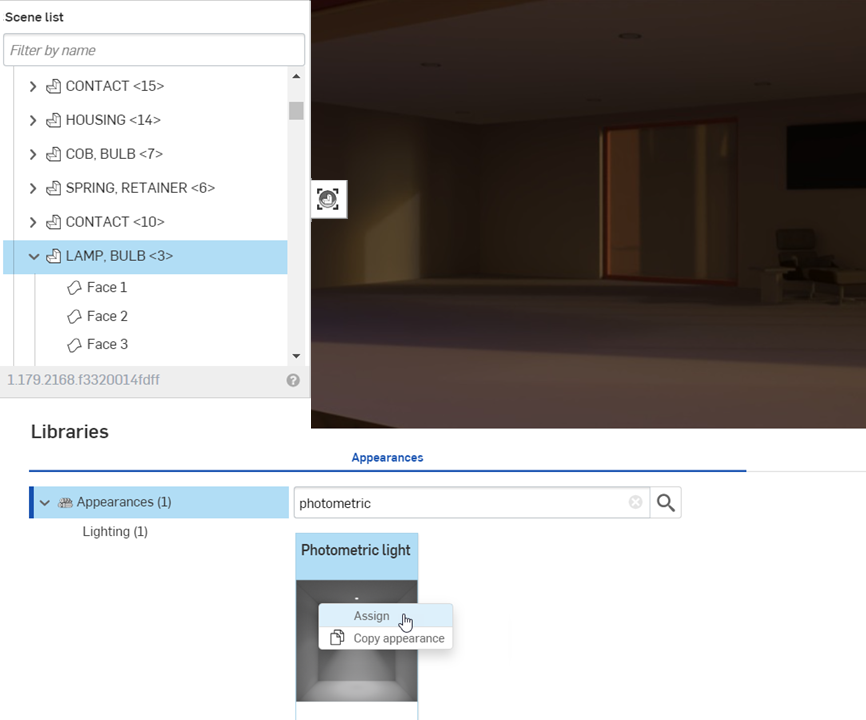 Scene list
Filter by name
CONTACT <15>
HOUSING <14>
COB, BULB <7>
SPRING, RETAINER <6>
CONTACT <10>
LAMP, BULB <3>
Face 1
Face 2
Face 3
1.179.2168.f3320014fdff
Libraries
Appearances
Appearances (1)
photometric
Lighting (1)
Photometric light
Assign
Copy appearance